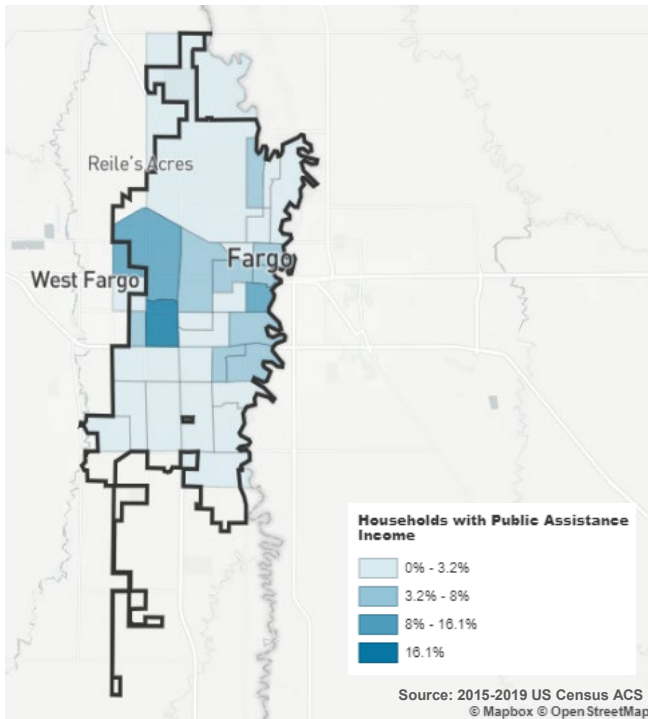 Reile's Acres
Fargo
West Fargo
Households with Public Assistance
Income
0% - 3.2%
3.2% - 8%
8% - 16.1%
16.1%
Source: 2015-2019 US Census ACS
© Mapbox © OpenStreetMap